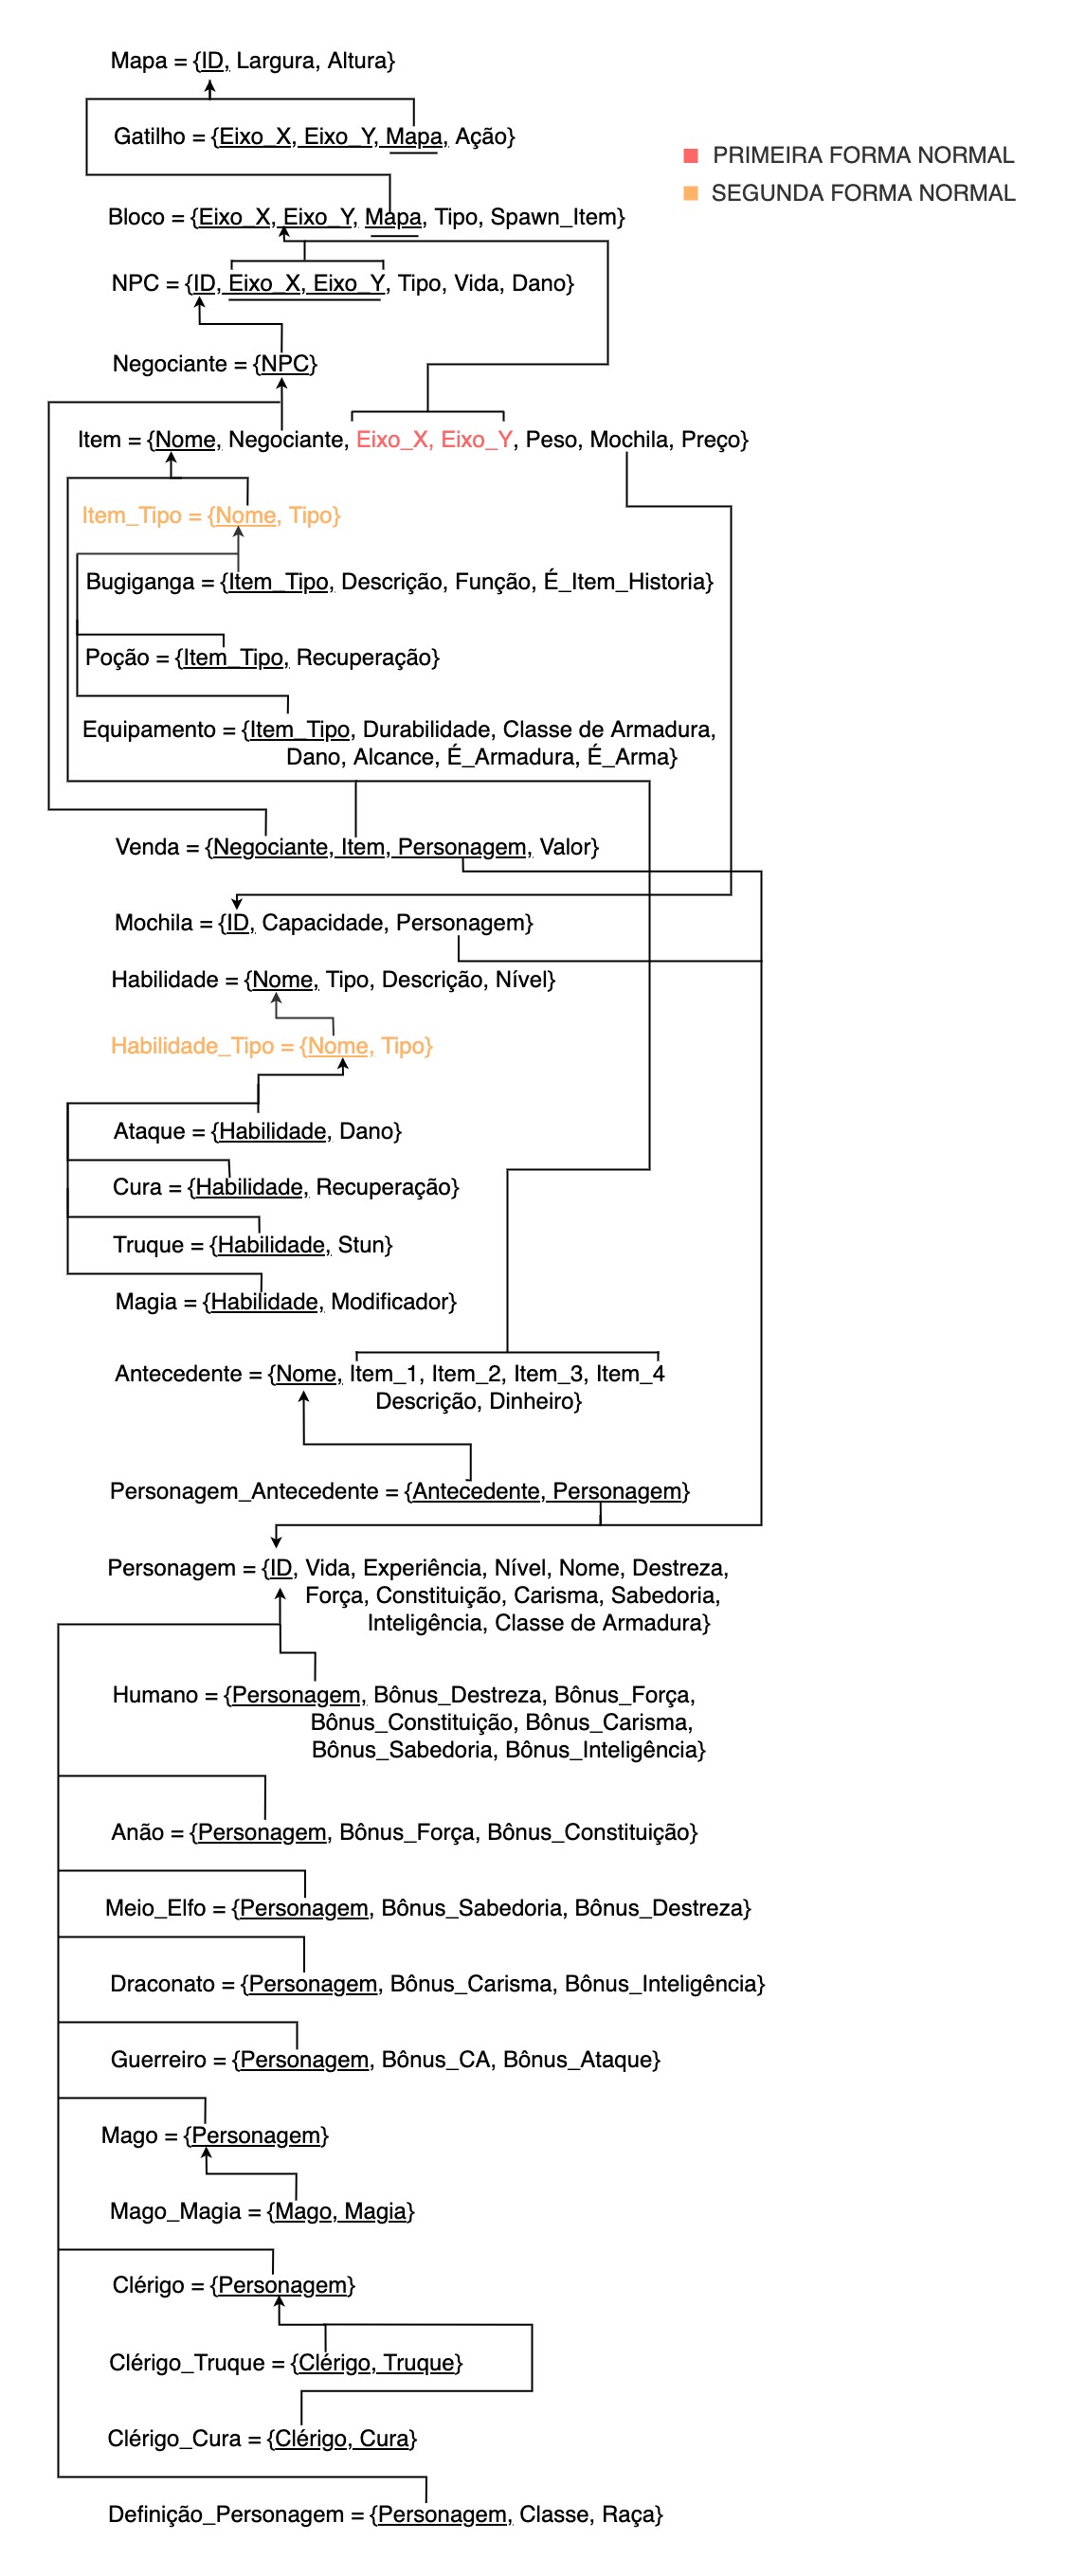 Mapa = {ID, Largura, Altura}
Gatilho = {Eixo_X, Eixo_Y, Mapa, Ação}
PRIMEIRA FORMA NORMAL
SEGUNDA FORMA NORMAL
Bloco = {Eixo_X, Eixo_Y, Mapa, Tipo, Spawn_Item}
NPC = {ID, Eixo_X, Eixo_Y, Tipo, Vida, Dano}
Negociante = {NPC}
Item = {Nome, Negociante, Eixo_X, Eixo_Y, Peso, Mochila, Preço}
Item_Tipo = {Nome, Tipo}
Bugiganga = {Item_Tipo, Descrição, Função, É_Item_Historia}
Poção = {Item_Tipo, Recuperação}
Equipamento = {Item_Tipo, Durabilidade, Classe de Armadura,
Dano, Alcance, É_Armadura, É_Arma}
Venda = {Negociante, Item, Personagem, Valor}
Mochila = {ID, Capacidade, Personagem}
Habilidade = {Nome, Tipo, Descrição, Nível}
Habilidade_Tipo = {Nome, Tipo}
Ataque = {Habilidade, Dano}
Cura = {Habilidade, Recuperação}
Truque = {Habilidade, Stun}
Magia = {Habilidade, Modificador}
Antecedente = {Nome, Item_1, Item_2, Item_3, Item_4
Descrição, Dinheiro}
Personagem_Antecedente = {Antecedente, Personagem}
Personagem = {ID, Vida, Experiência, Nível, Nome, Destreza,
Força, Constituição, Carisma, Sabedoria,
Inteligência, Classe de Armadura}
Humano = {Personagem, Bônus_Destreza, Bônus_Força,
Bônus_Constituição, Bônus_Carisma,
Bônus_Sabedoria, Bônus_Inteligência}
Anão = {Personagem, Bônus_Força, Bônus_Constituição}
Meio_Elfo = {Personagem, Bônus_Sabedoria, Bônus_Destreza}
Draconato = {Personagem, Bônus_Carisma, Bônus_Inteligência}
Guerreiro = {Personagem, Bônus_CA, Bônus_Ataque}
Mago = {Personagem}
Mago_Magia = {Mago, Magia}
Clérigo = {Personagem}
Clérigo_Truque = {Clérigo, Truque}
Clérigo_Cura = {Clérigo, Cura}
Definição_Personagem = {Personagem, Classe, Raça}